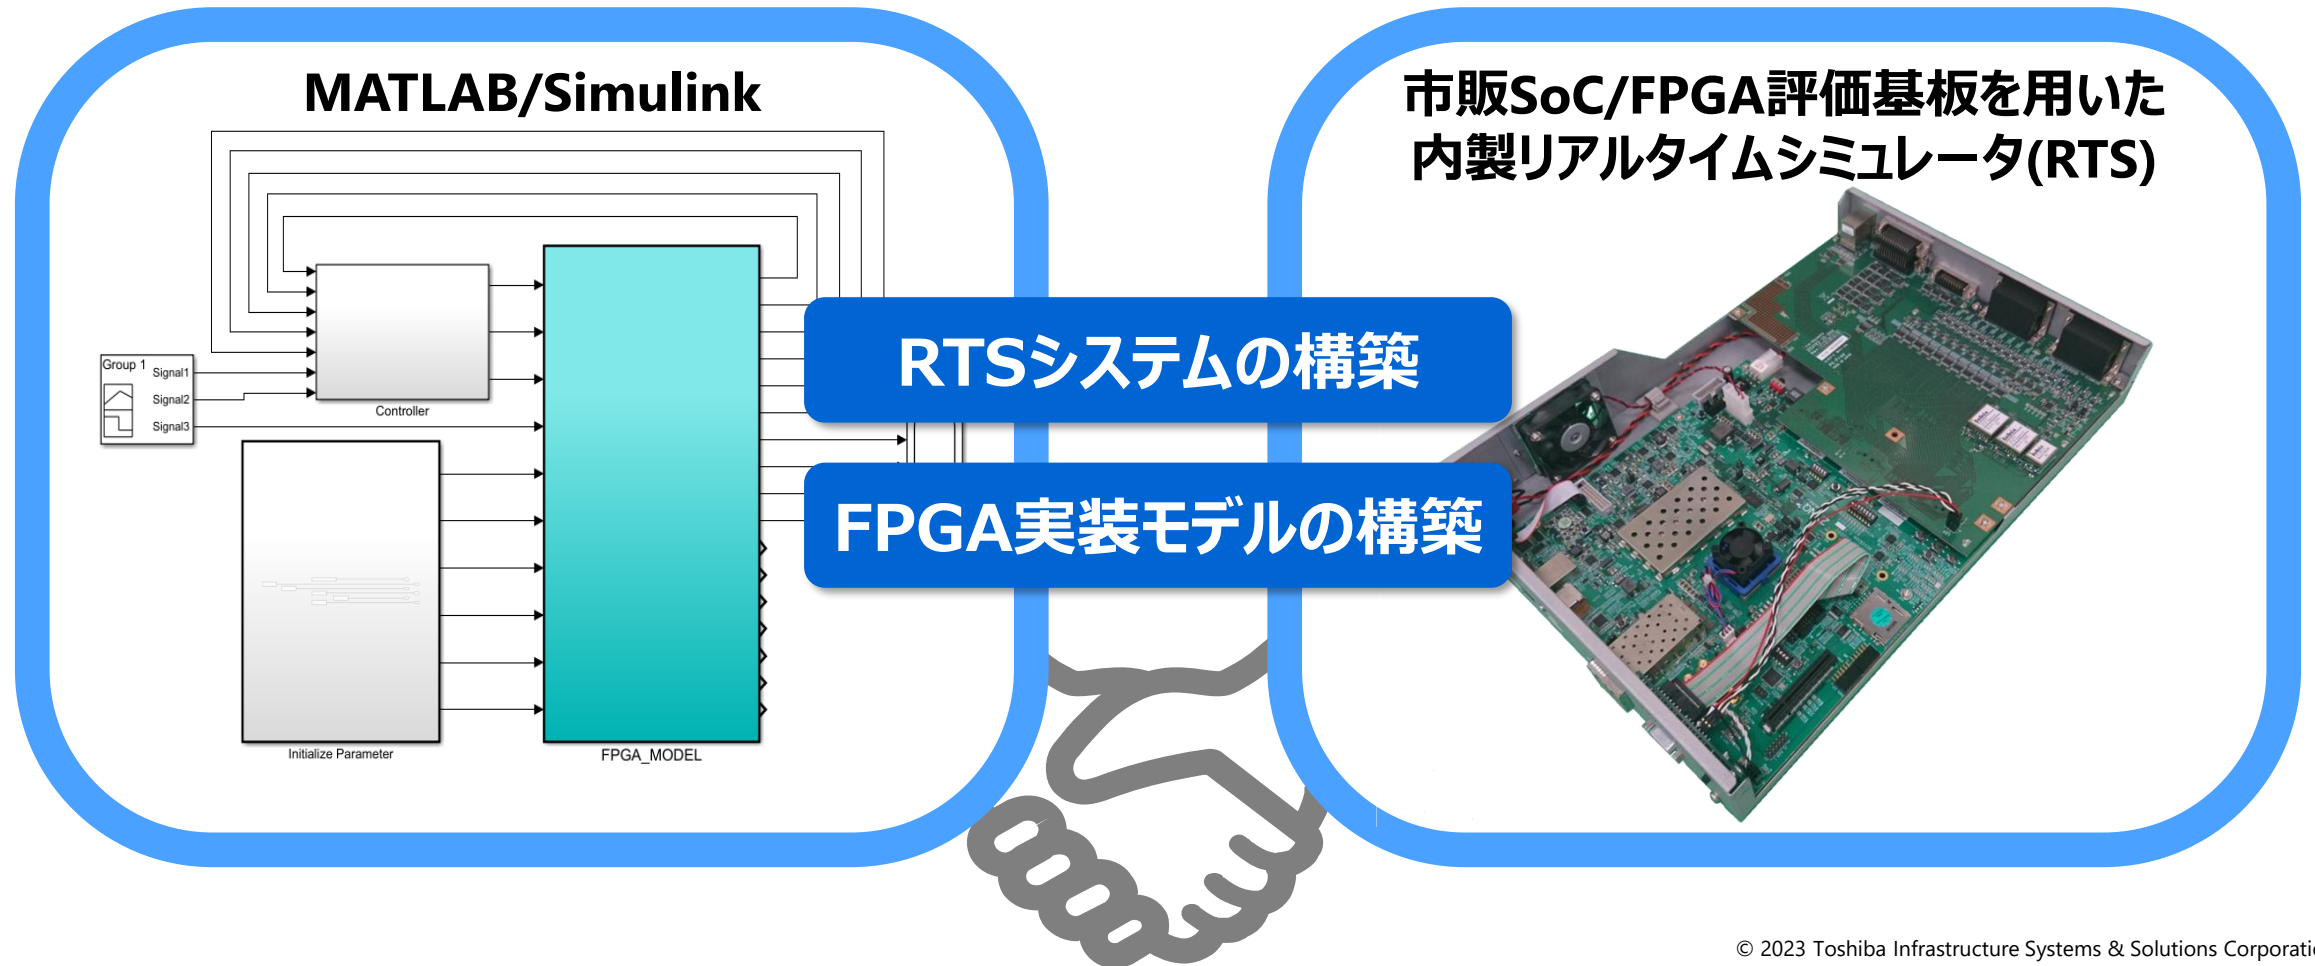 MATLAB/Simulink
Group 1
Signal1
Signal2
Signal3
Controller
Initialize Parameter
FPGA_MODEL
RTSシステムの構築
FPGA実装モデルの構築
市販SoC/FPGA評価基板を用いた
内製リアルタイムシミュレータ(RTS)
© 2023 Toshiba Infrastructure Systems & Solutions Corporati